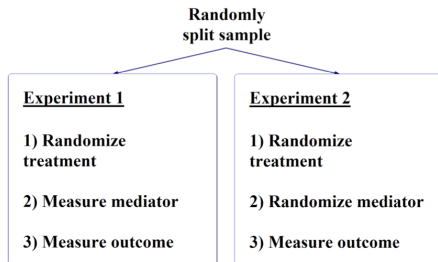 Randomly
split sample
Experiment 1
1) Randomize
treatment
2) Measure mediator
3) Measure outcome
Experiment 2
1) Randomize
treatment
2) Randomize mediator
3) Measure outcome